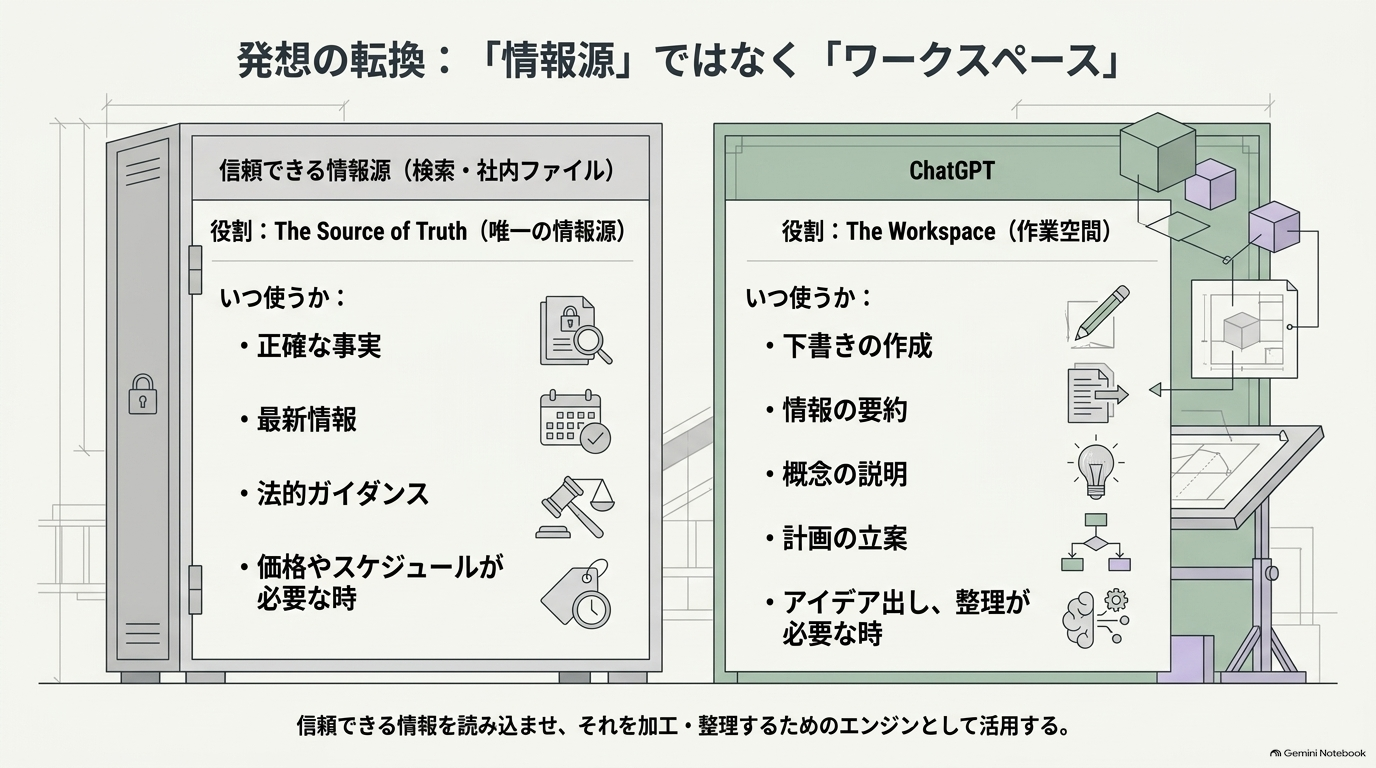 発想の転換：「情報源」ではなく「ワークスペース」
信頼できる情報源（検索・社内ファイル）
役割：The Source of Truth（唯一の情報源）
いつ使うか：
・正確な事実
・最新情報
・法的ガイダンス
・価格やスケジュールが
必要な時
ChatGPT
役割：The Workspace（作業空間）
いつ使うか：
・下書きの作成
・情報の要約
・概念の説明
・計画の立案
・アイデア出し、整理が
必要な時
信頼できる情報を読み込ませ、それを加工・整理するためのエンジンとして活用する。
Gemini Notebook